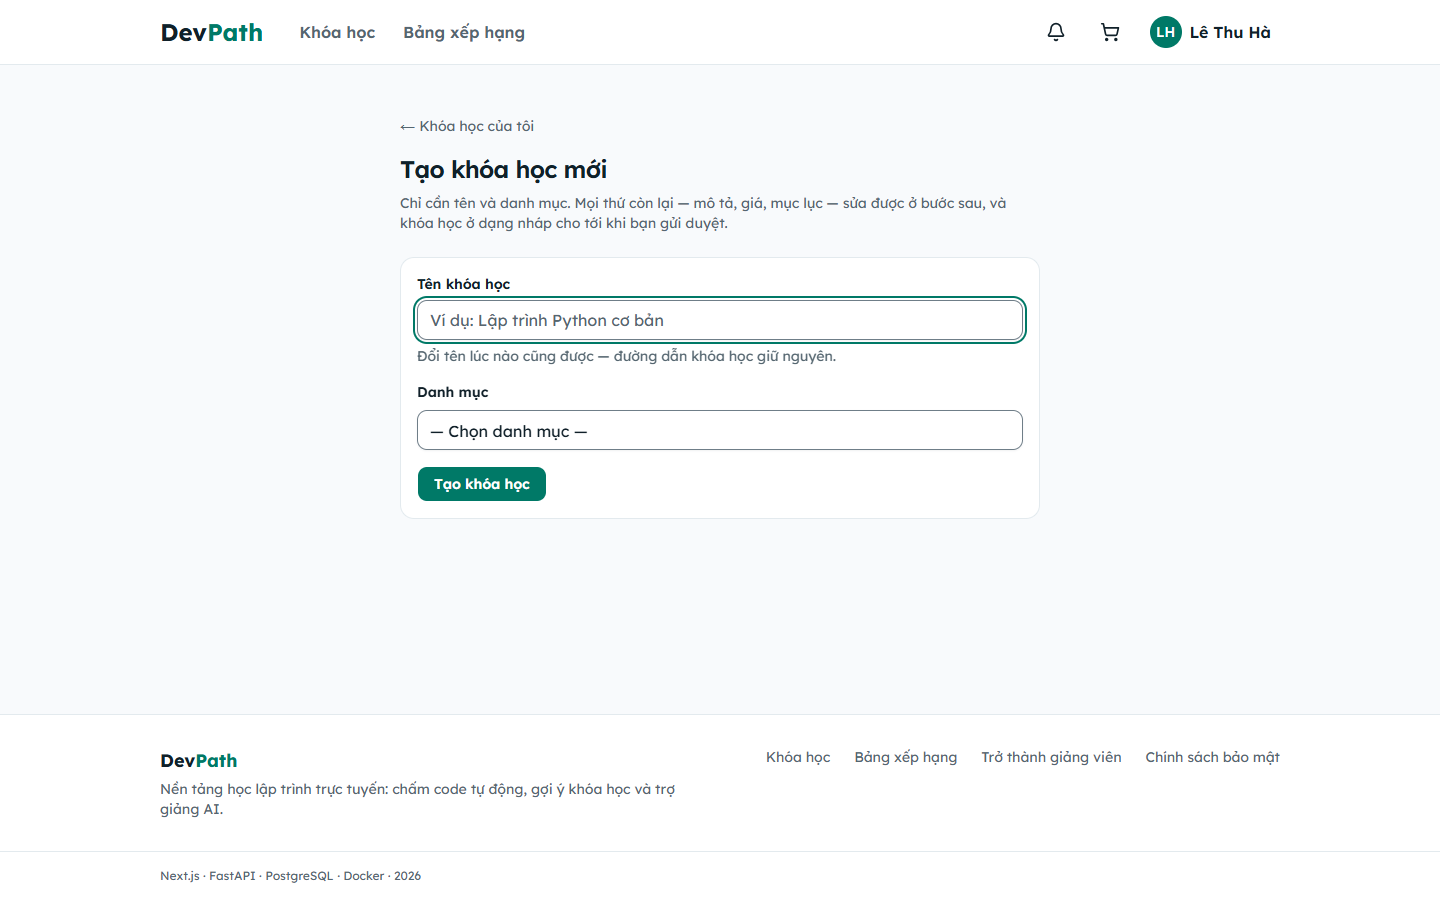 DevPath Khóa học Bảng xếp hạng LH Lê Thu Hà
← Khóa học của tôi
Tạo khóa học mới
Chỉ cần tên và danh mục. Mọi thứ còn lại — mô tả, giá, mục lục — sửa được ở bước sau, và
khóa học ở dạng nháp cho tới khi bạn gửi duyệt.
Tên khóa học
Ví dụ: Lập trình Python cơ bản
Đổi tên lúc nào cũng được — đường dẫn khóa học giữ nguyên.
Danh mục
— Chọn danh mục —
Tạo khóa học
DevPath
Nền tảng học lập trình trực tuyến: chấm code tự động, gợi ý khóa học và trợ
giảng AI.
Khóa học Bảng xếp hạng Trở thành giảng viên Chính sách bảo mật
Next.js · FastAPI · PostgreSQL · Docker · 2026